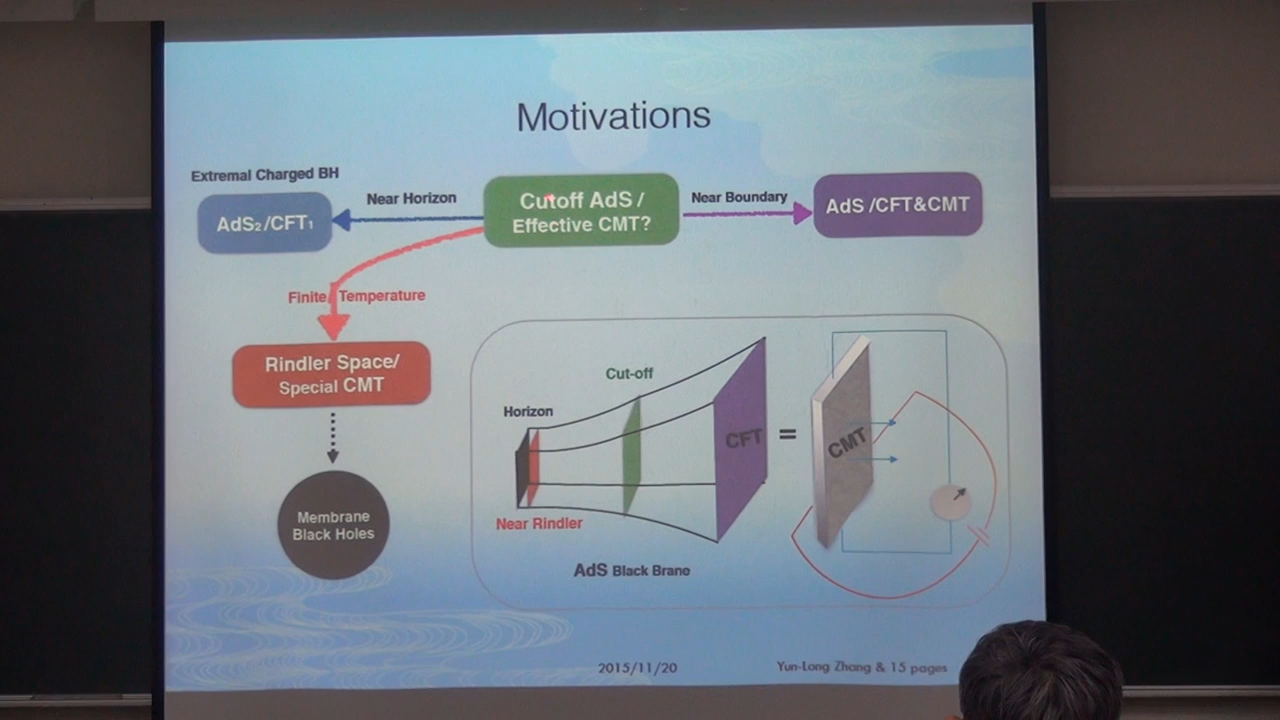 Motivations
Extremal Charged BH
AdS₂/CFT₁
Near Horizon
Cutoff AdS /
Effective CMT?
Near Boundary
AdS /CFT&CMT
Finite Temperature
Rindler Space/
Special CMT
Membrane
Black Holes
Cut-off
Horizon
CFT
=
CMT
Near Rindler
AdS Black Brane
2015/11/20
Yun-Long Zhang & 15 pages